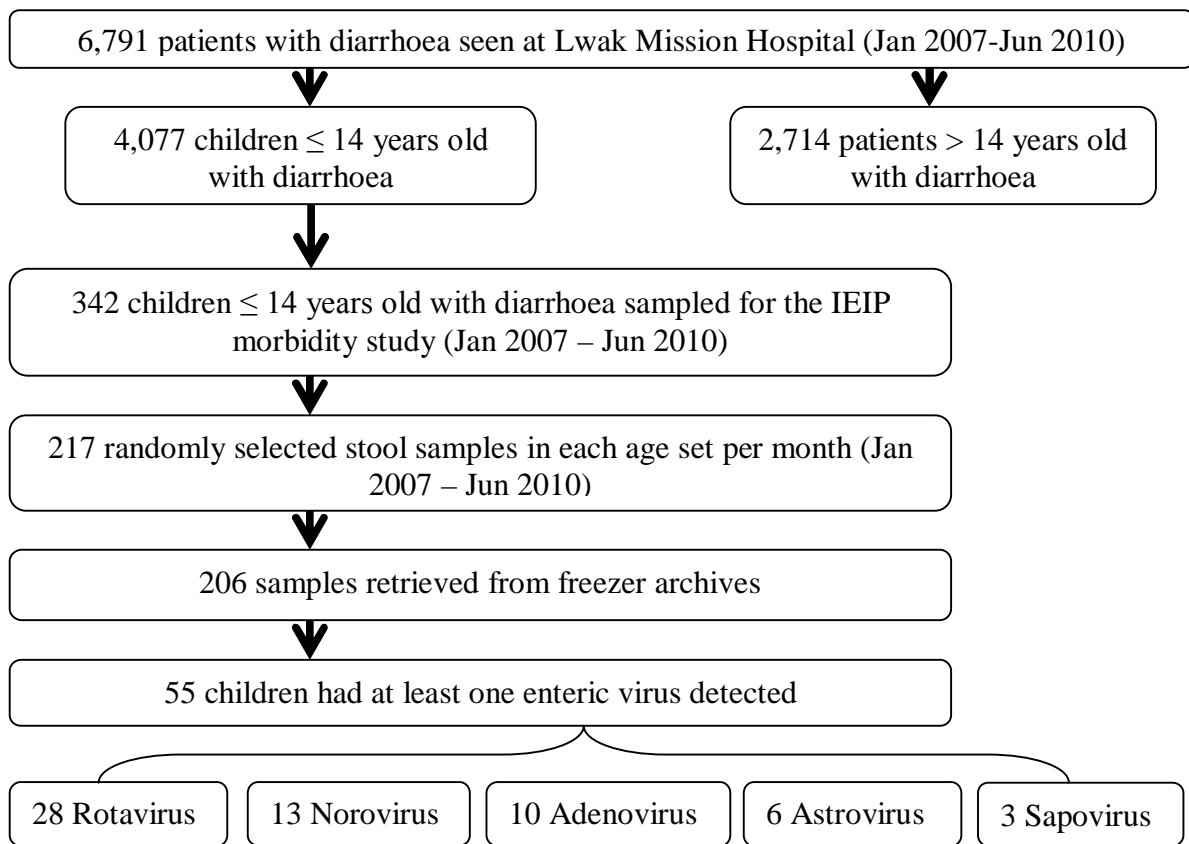 6,791 patients with diarrhoea seen at Lwak Mission Hospital (Jan 2007-Jun 2010)
4,077 children ≤ 14 years old
with diarrhoea
2,714 patients > 14 years old
with diarrhoea
342 children ≤ 14 years old with diarrhoea sampled for the IEIP
morbidity study (Jan 2007 – Jun 2010)
217 randomly selected stool samples in each age set per month (Jan
2007 – Jun 2010)
206 samples retrieved from freezer archives
55 children had at least one enteric virus detected
28 Rotavirus
13 Norovirus
10 Adenovirus
6 Astrovirus
3 Sapovirus